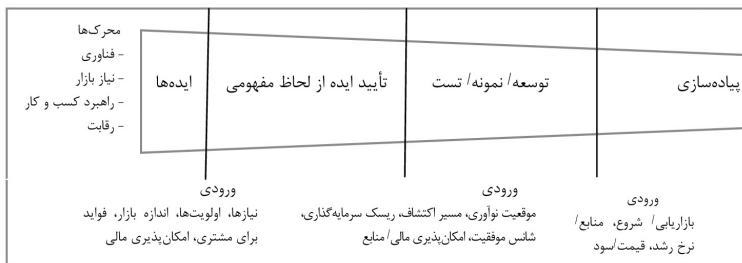 محرک‌ها
- فناوری
- نیاز بازار
- راهبرد کسب و کار
- رقابت
ایده‌ها
تأیید ایده از لحاظ مفهومی
توسعه/ نمونه/ تست
پیاده‌سازی
ورودی
نیازها، اولویت‌ها، اندازه بازار، فواید
برای مشتری، امکان‌پذیری مالی
ورودی
موقعیت نوآوری، مسیر اکتشاف، ریسک سرمایه‌گذاری،
شانس موفقیت، امکان‌پذیری مالی/ منابع
ورودی
بازاریابی/ شروع، منابع/
نرخ رشد، قیمت/سود